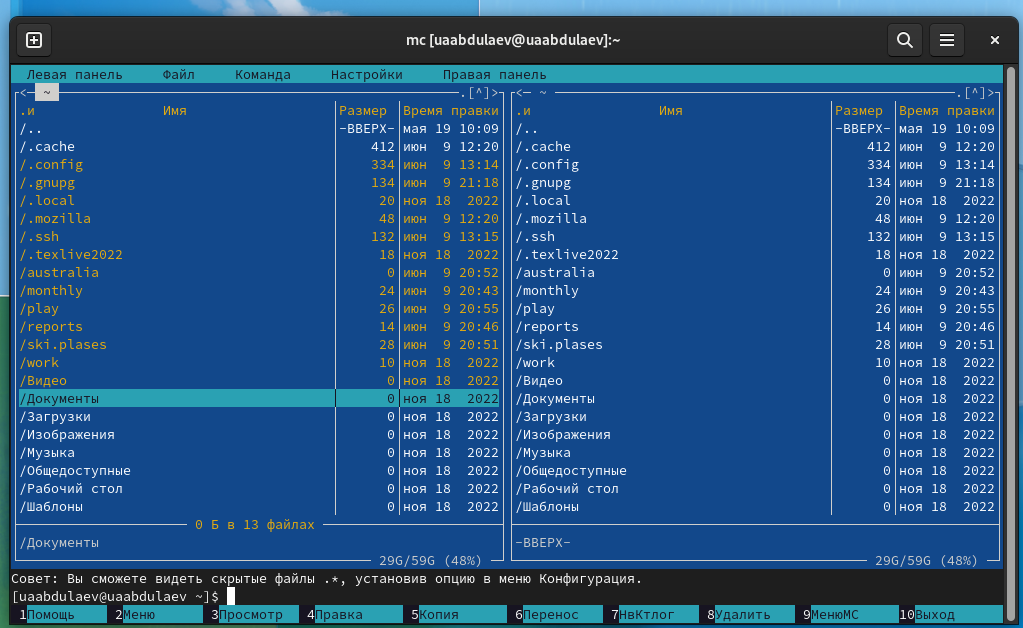 mc [uaabdulaev@uaabdulaev]:~
Левая панель Файл Команда Настройки Правая панель
<─ ~ .[^]> <─ ~ .[^]>
.и Имя Размер Время правки .и Имя Размер Время правки
/.. -ВВЕРХ- мая 19 10:09 /.. -ВВЕРХ- мая 19 10:09
/.cache 412 июн 9 12:20 /.cache 412 июн 9 12:20
/.config 334 июн 9 13:14 /.config 334 июн 9 13:14
/.gnupg 134 июн 9 21:18 /.gnupg 134 июн 9 21:18
/.local 20 ноя 18 2022 /.local 20 ноя 18 2022
/.mozilla 48 июн 9 12:20 /.mozilla 48 июн 9 12:20
/.ssh 132 июн 9 13:15 /.ssh 132 июн 9 13:15
/.texlive2022 18 ноя 18 2022 /.texlive2022 18 ноя 18 2022
/australia 0 июн 9 20:52 /australia 0 июн 9 20:52
/monthly 24 июн 9 20:43 /monthly 24 июн 9 20:43
/play 26 июн 9 20:55 /play 26 июн 9 20:55
/reports 14 июн 9 20:46 /reports 14 июн 9 20:46
/ski.plases 28 июн 9 20:51 /ski.plases 28 июн 9 20:51
/work 10 ноя 18 2022 /work 10 ноя 18 2022
/Видео 0 ноя 18 2022 /Видео 0 ноя 18 2022
/Документы 0 ноя 18 2022 /Документы 0 ноя 18 2022
/Загрузки 0 ноя 18 2022 /Загрузки 0 ноя 18 2022
/Изображения 0 ноя 18 2022 /Изображения 0 ноя 18 2022
/Музыка 0 ноя 18 2022 /Музыка 0 ноя 18 2022
/Общедоступные 0 ноя 18 2022 /Общедоступные 0 ноя 18 2022
/Рабочий стол 0 ноя 18 2022 /Рабочий стол 0 ноя 18 2022
/Шаблоны 0 ноя 18 2022 /Шаблоны 0 ноя 18 2022
0 Б в 13 файлах
/Документы -ВВЕРХ-
29G/59G (48%) 29G/59G (48%)
Совет: Вы сможете видеть скрытые файлы .*, установив опцию в меню Конфигурация.
[uaabdulaev@uaabdulaev ~]$
1Помощь 2Меню 3Просмотр 4Правка 5Копия 6Перенос 7НвКтлог 8Удалить 9МенюМС 10Выход